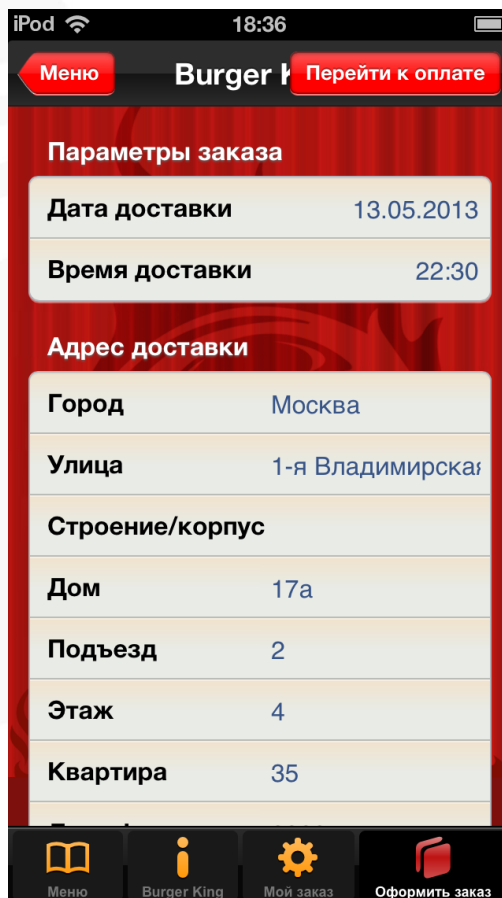 iPod 18:36
Меню Burger Перейти к оплате
Параметры заказа
Дата доставки 13.05.2013
Время доставки 22:30
Адрес доставки
Город Москва
Улица 1-я Владимирская
Строение/корпус
Дом 17а
Подъезд 2
Этаж 4
Квартира 35
Меню Burger King Мой заказ Оформить заказ